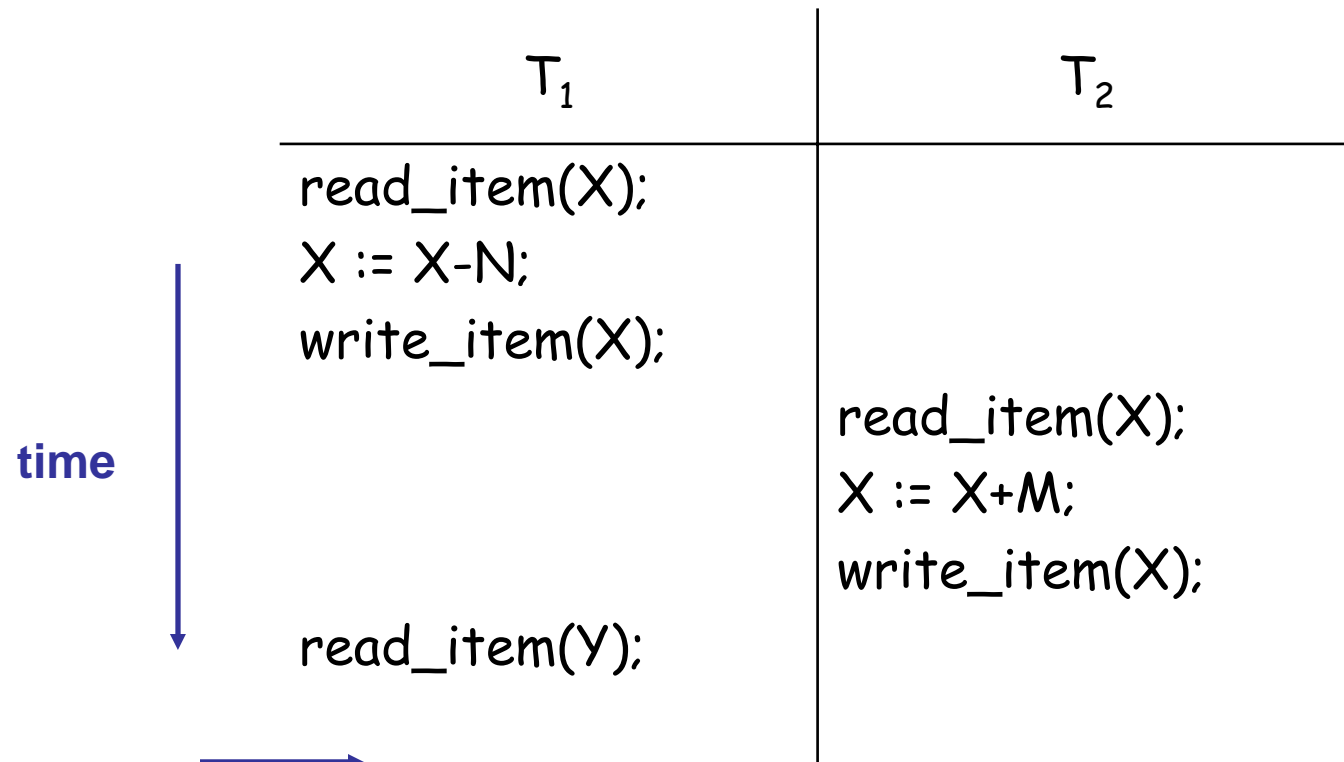 T₁ T₂
read_item(X);
X := X-N;
write_item(X);
read_item(X);
time
X := X+M;
write_item(X);
read_item(Y);